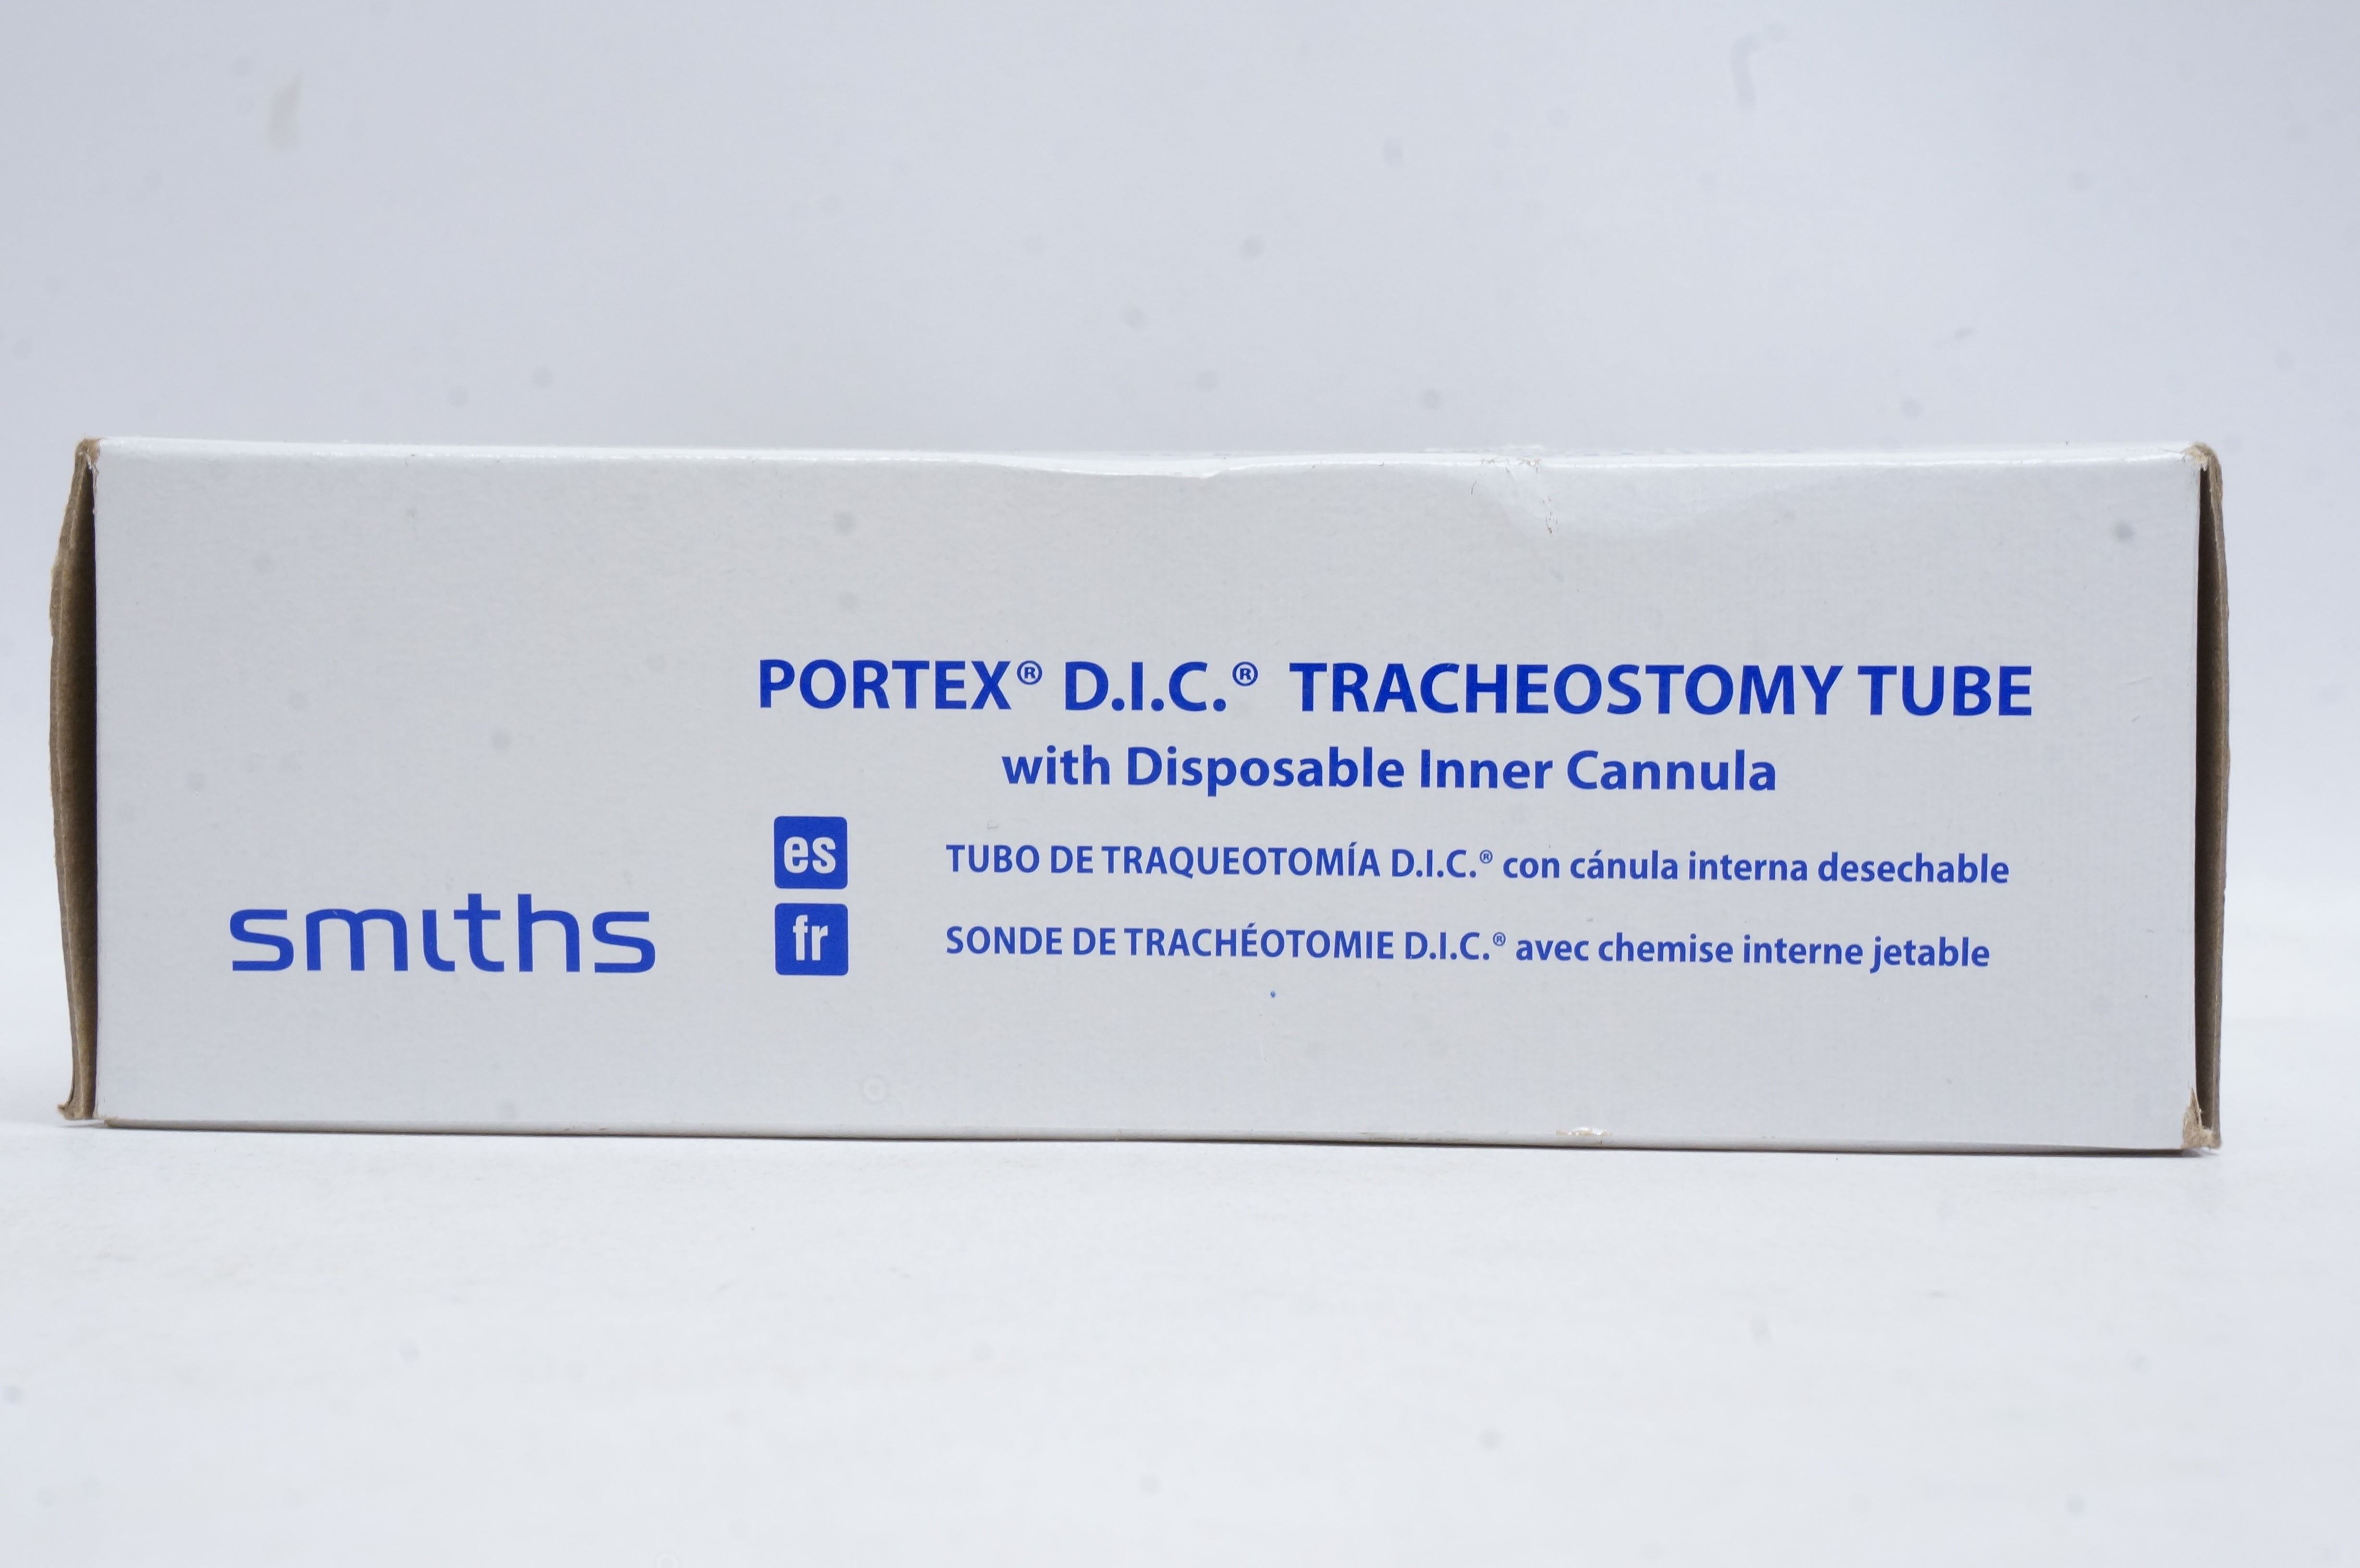 PORTEX® D.I.C.® TRACHEOSTOMY TUBE
with Disposable Inner Cannula
es TUBO DE TRAQUEOTOMÍA D.I.C.® con cánula interna desechable
fr SONDE DE TRACHÉOTOMIE D.I.C.® avec chemise interne jetable
smiths